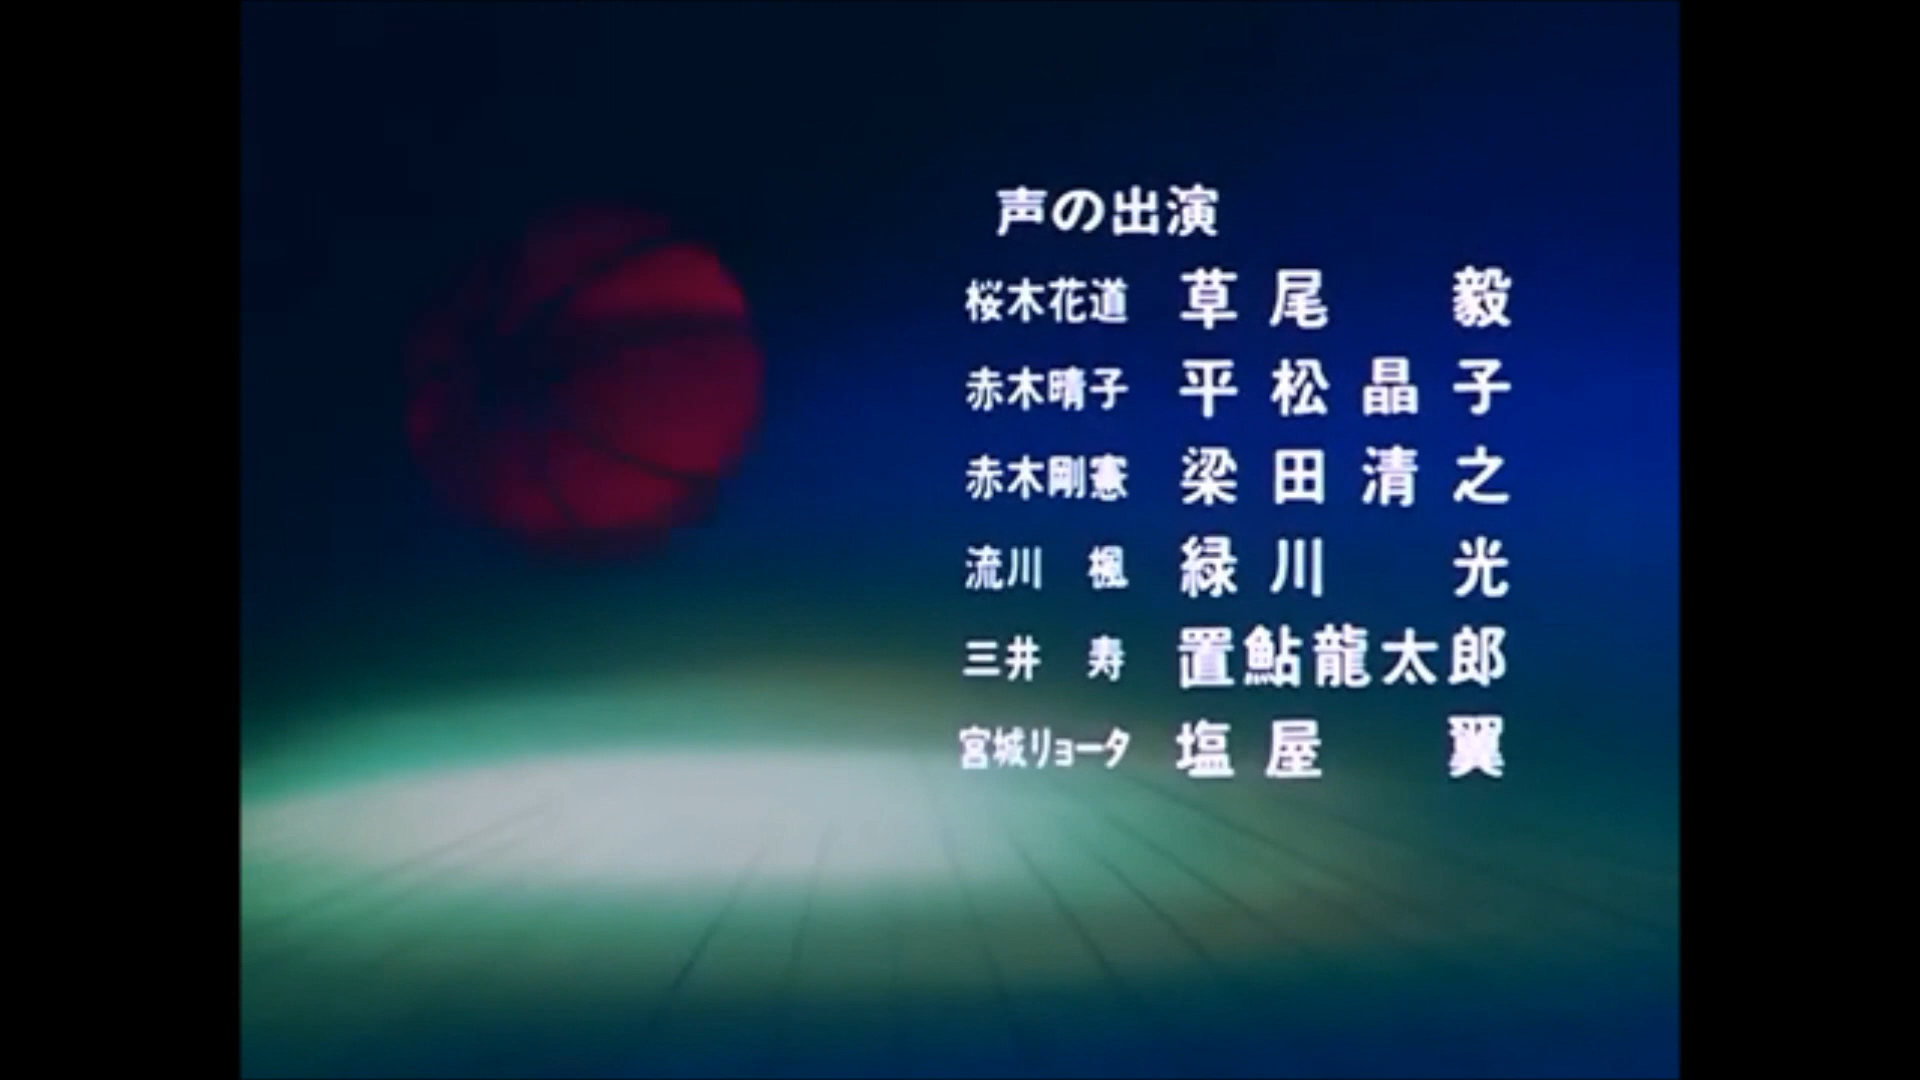 声の出演
桜木花道 草尾 毅
赤木晴子 平松晶子
赤木剛憲 梁田清之
流川 楓 緑川 光
三井 寿 置鮎龍太郎
宮城リョータ 塩屋 翼